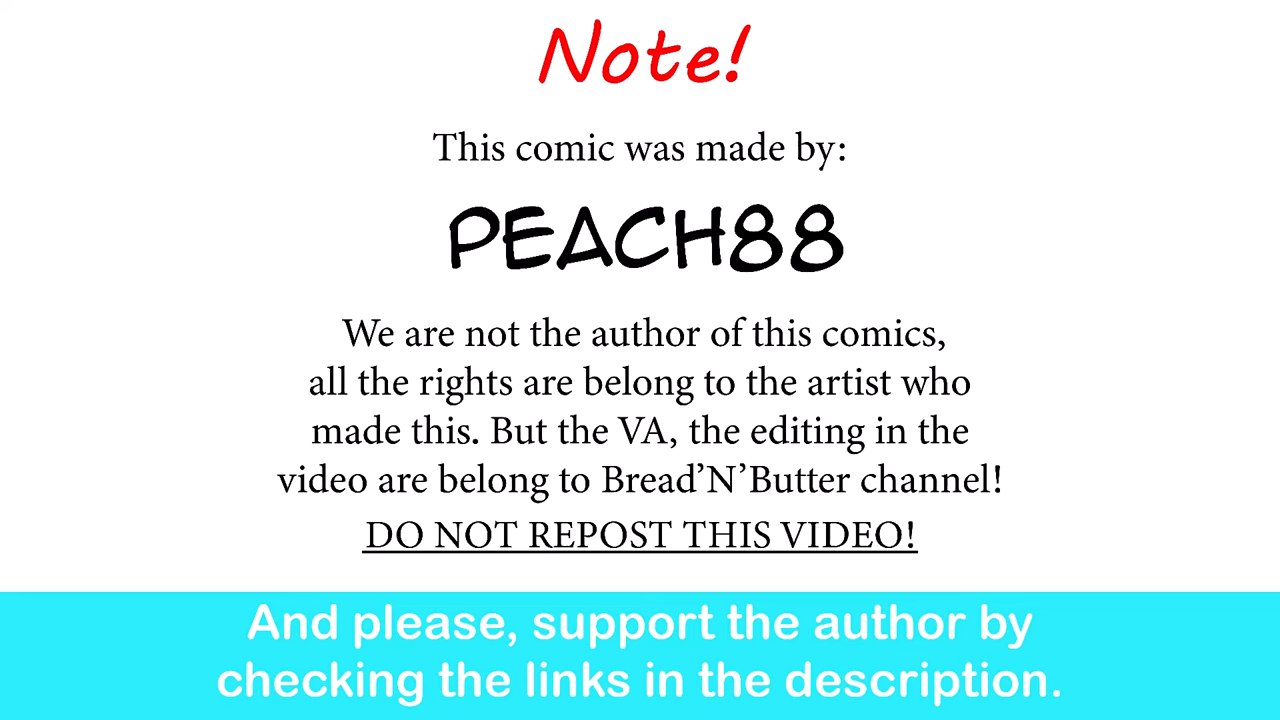 Note!
This comic was made by:
PEACH88
We are not the author of this comics,
all the rights are belong to the artist who
made this. But the VA, the editing in the
video are belong to Bread’N’Butter channel!
DO NOT REPOST THIS VIDEO!
And please, support the author by
checking the links in the description.